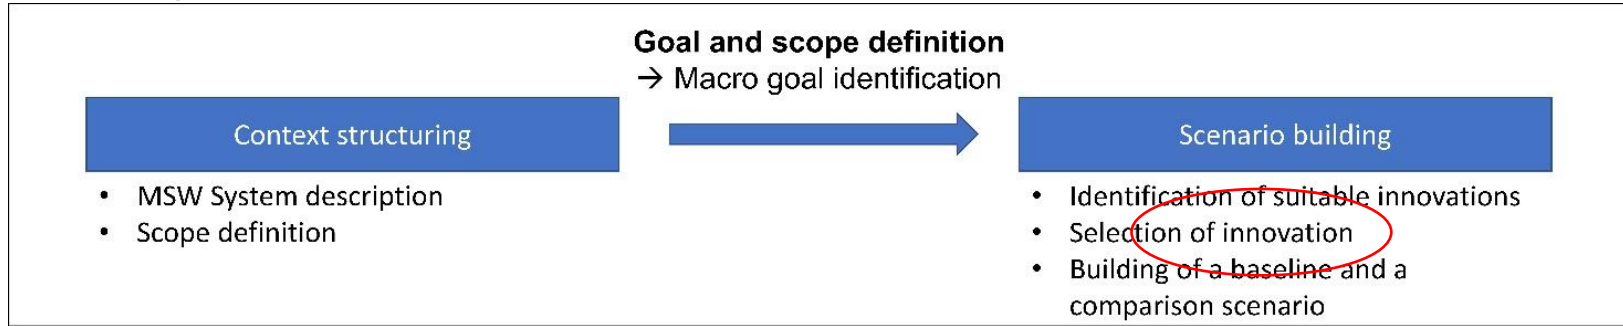 Goal and scope definition
→ Macro goal identification
Context structuring
• MSW System description
• Scope definition
Scenario building
• Identification of suitable innovations
• Selection of innovation
• Building of a baseline and a
comparison scenario